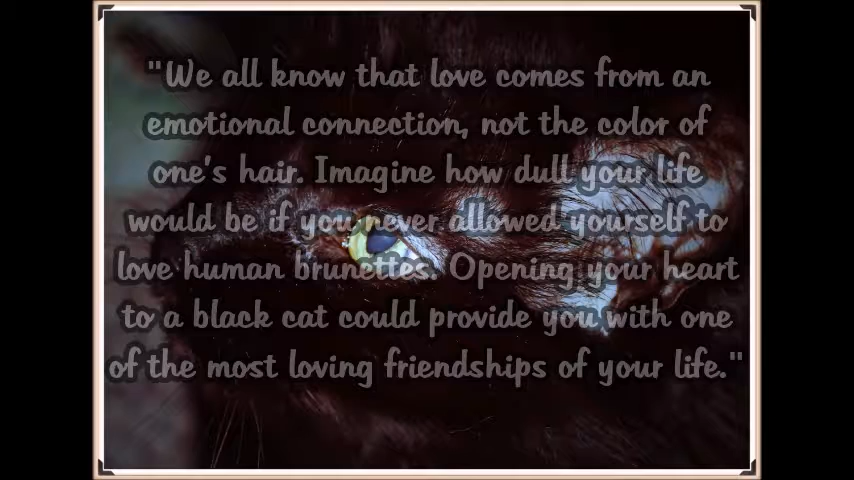 "We all know that love comes from an
emotional connection, not the color of
one's hair. Imagine how dull your life
would be if you never allowed yourself to
love human brunettes. Opening your heart
to a black cat could provide you with one
of the most loving friendships of your life."